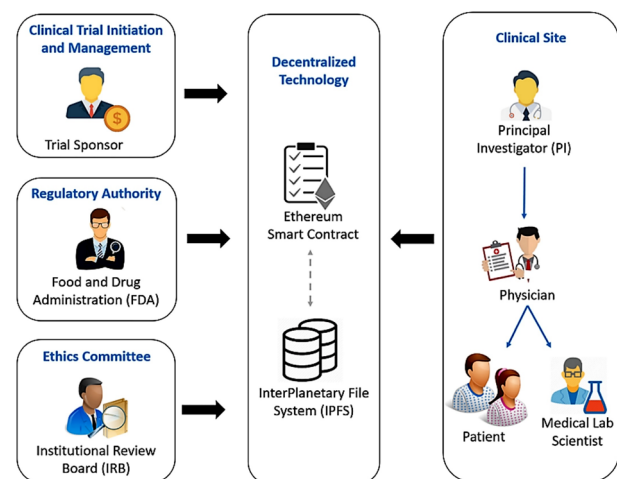 Clinical Trial Initiation
and Management
Trial Sponsor
Regulatory Authority
Food and Drug
Administration (FDA)
Ethics Committee
Institutional Review
Board (IRB)
Decentralized
Technology
Ethereum
Smart Contract
InterPlanetary File
System (IPFS)
Clinical Site
Principal
Investigator (PI)
Physician
Patient
Medical Lab
Scientist